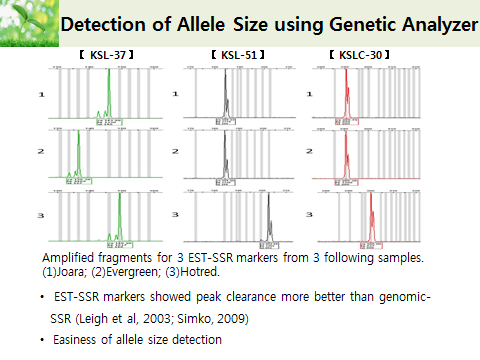 Detection of Allele Size using Genetic Analyzer
【 KSL-37 】 【 KSL-51 】 【 KSLC-30 】
1 1 1
2 2 2
3 3 3
Amplified fragments for 3 EST-SSR markers from 3 following samples.
(1)Joara; (2)Evergreen; (3)Hotred.
• EST-SSR markers showed peak clearance more better than genomic-
SSR (Leigh et al, 2003; Simko, 2009)
• Easiness of allele size detection